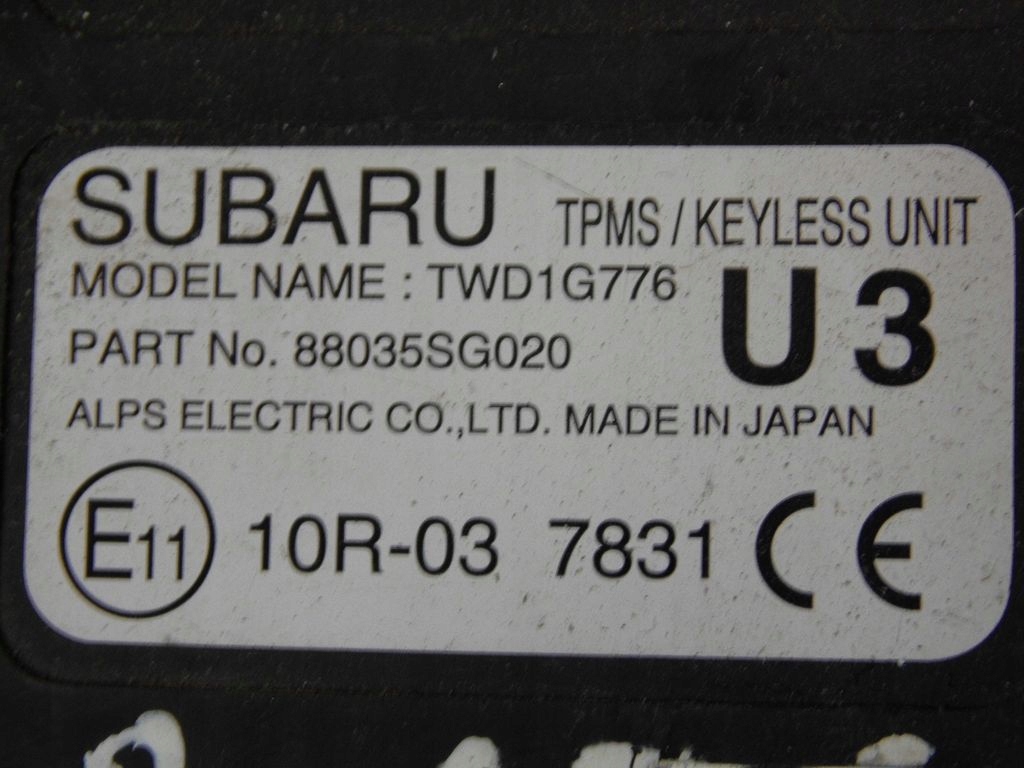 SUBARU TPMS / KEYLESS UNIT
MODEL NAME : TWD1G776 U3
PART No. 88035SG020
ALPS ELECTRIC CO.,LTD. MADE IN JAPAN
E11 10R-03 7831 CE